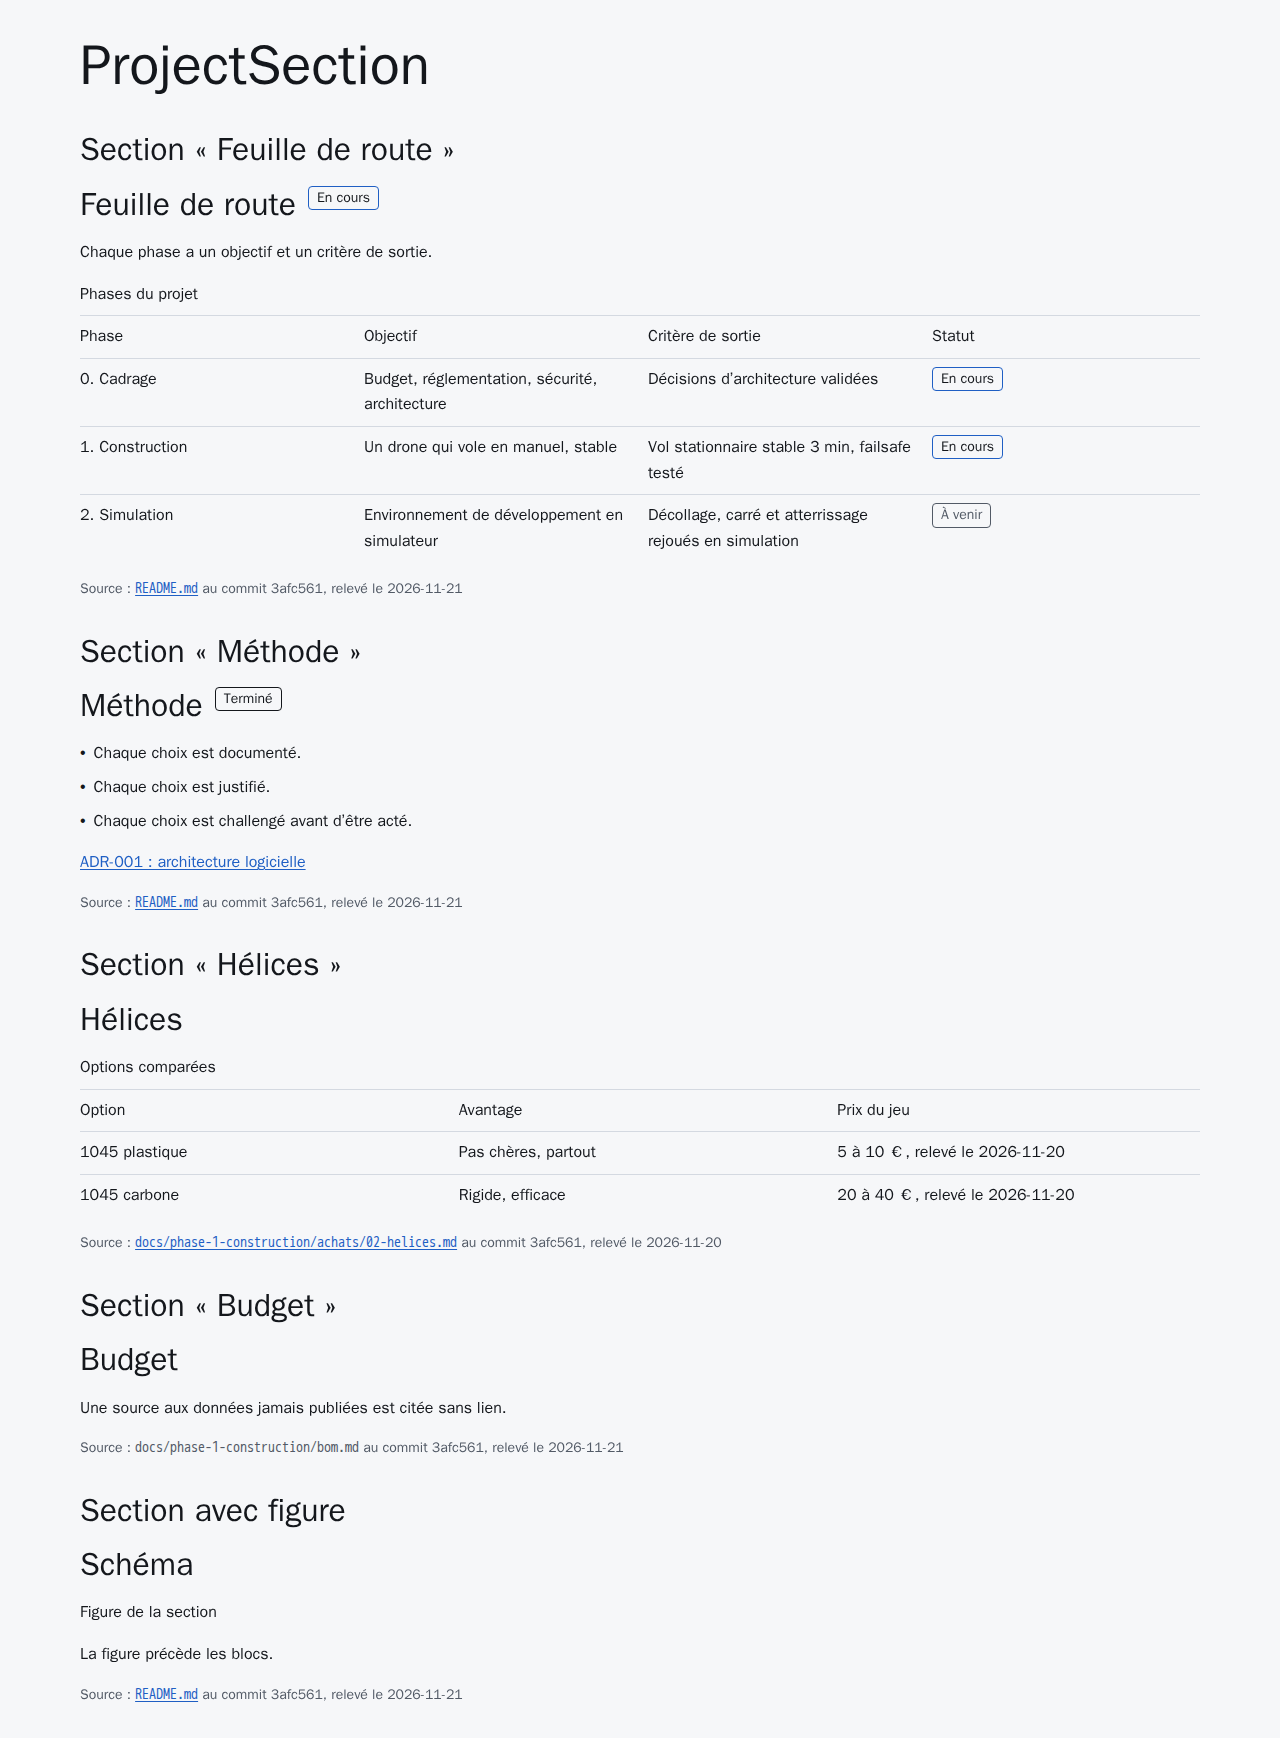 ProjectSection
Section « Feuille de route »
Feuille de route En cours
Chaque phase a un objectif et un critère de sortie.
Phases du projet
Phase Objectif Critère de sortie Statut
0. Cadrage Budget, réglementation, sécurité, Décisions d'architecture validées En cours
architecture
1. Construction Un drone qui vole en manuel, stable Vol stationnaire stable 3 min, failsafe En cours
testé
2. Simulation Environnement de développement en Décollage, carré et atterrissage À venir
simulateur rejoués en simulation
Source : README.md au commit 3afc561, relevé le 2026-11-21
Section « Méthode »
Méthode Terminé
• Chaque choix est documenté.
• Chaque choix est justifié.
• Chaque choix est challengé avant d'être acté.
ADR-001 : architecture logicielle
Source : README.md au commit 3afc561, relevé le 2026-11-21
Section « Hélices »
Hélices
Options comparées
Option Avantage Prix du jeu
1045 plastique Pas chères, partout 5 à 10 €, relevé le 2026-11-20
1045 carbone Rigide, efficace 20 à 40 €, relevé le 2026-11-20
Source : docs/phase-1-construction/achats/02-helices.md au commit 3afc561, relevé le 2026-11-20
Section « Budget »
Budget
Une source aux données jamais publiées est citée sans lien.
Source : docs/phase-1-construction/bom.md au commit 3afc561, relevé le 2026-11-21
Section avec figure
Schéma
Figure de la section
La figure précède les blocs.
Source : README.md au commit 3afc561, relevé le 2026-11-21